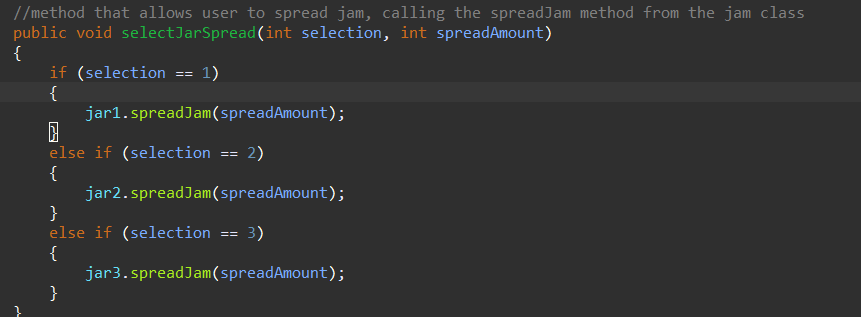 //method that allows user to spread jam, calling the spreadJam method from the jam class
public void selectJarSpread(int selection, int spreadAmount)
{
    if (selection == 1)
    {
        jar1.spreadJam(spreadAmount);
    }
    else if (selection == 2)
    {
        jar2.spreadJam(spreadAmount);
    }
    else if (selection == 3)
    {
        jar3.spreadJam(spreadAmount);
    }
}